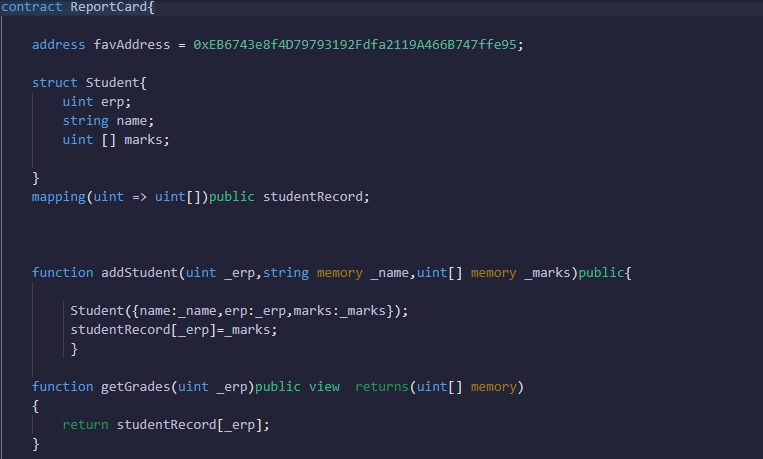 contract ReportCard{
address favAddress = 0xEB6743e8f4D79793192Fdfa2119A466B747ffe95;
struct Student{
uint erp;
string name;
uint [] marks;
}
mapping(uint => uint[])public studentRecord;
function addStudent(uint _erp,string memory _name,uint[] memory _marks)public{
Student({name:_name,erp:_erp,marks:_marks});
studentRecord[_erp]=_marks;
}
function getGrades(uint _erp)public view  returns(uint[] memory)
{
return studentRecord[_erp];
}